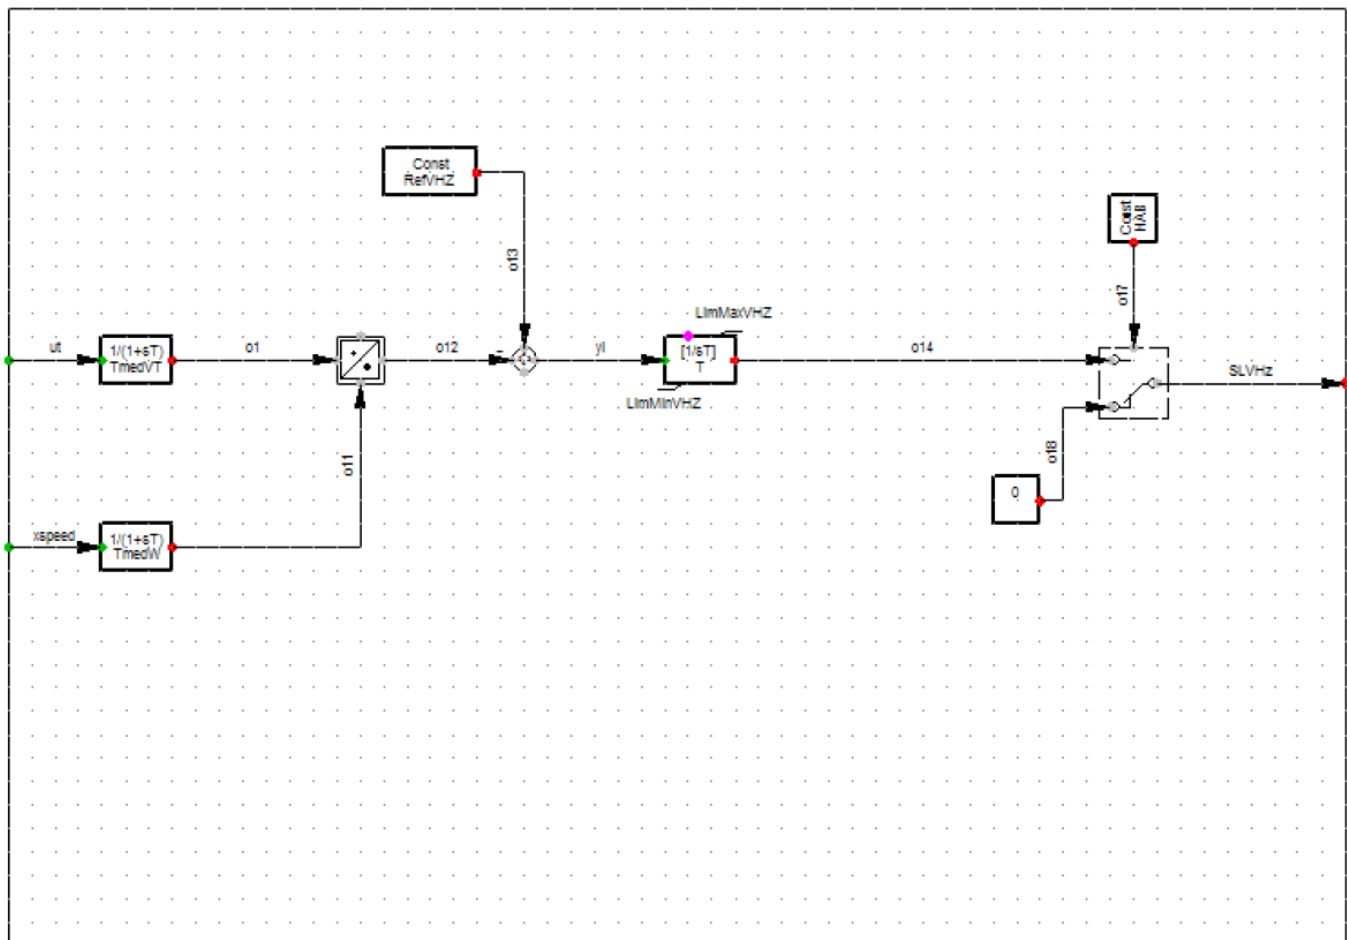 Const
RefVHZ
Const
HAB
o13
o17
LimMaxVHZ
ut
1/(1+sT)
TmedVT
o1
o12
-
yi
[1/sT]
T
o14
SLVHz
LimMinVHZ
o11
o18
0
xspeed
1/(1+sT)
TmedW